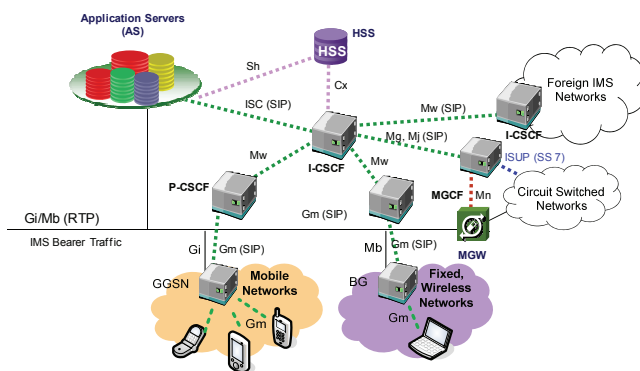 Application Servers
(AS)
HSS
HSS
Sh
Cx
ISC (SIP)
Mw (SIP)
Foreign IMS
Networks
I-CSCF
Mg, Mj (SIP)
I-CSCF
ISUP (SS 7)
Mw
Mw
P-CSCF
MGCF
Mn
Circuit Switched
Networks
Gi/Mb (RTP)
Gm (SIP)
IMS Bearer Traffic
Gi
Gm (SIP)
Mb
Gm (SIP)
MGW
GGSN
Mobile
Networks
BG
Fixed,
Wireless
Networks
Gm
Gm